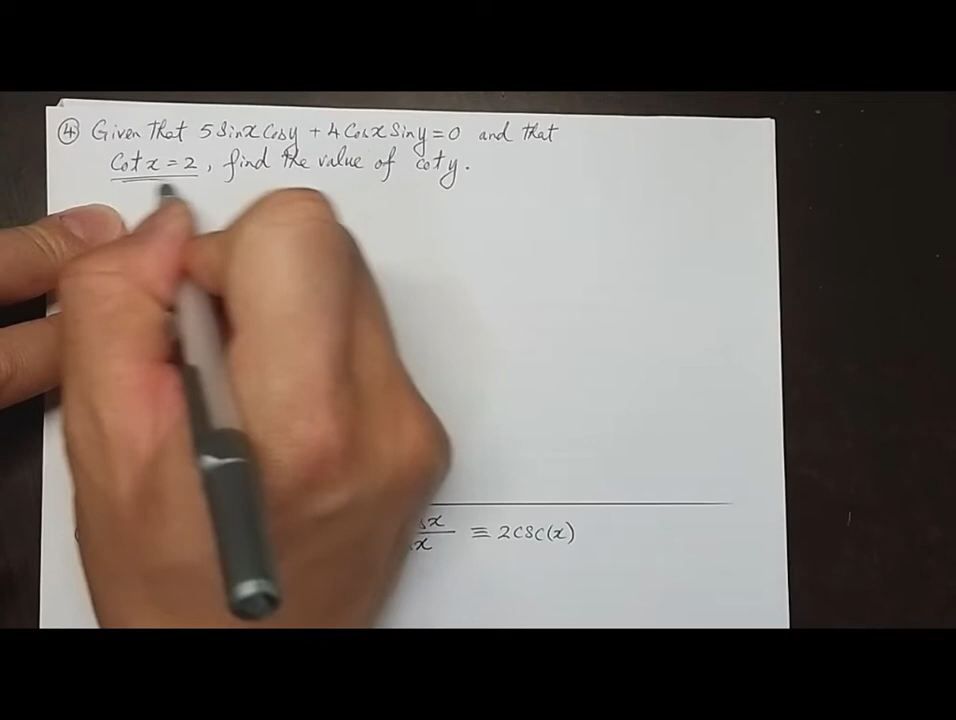 ④ Given that 5 Sinx Cosy + 4 Cosx Siny = 0 and that
Cotx = 2, find the value of coty.
x
x ≡ 2csc(x)